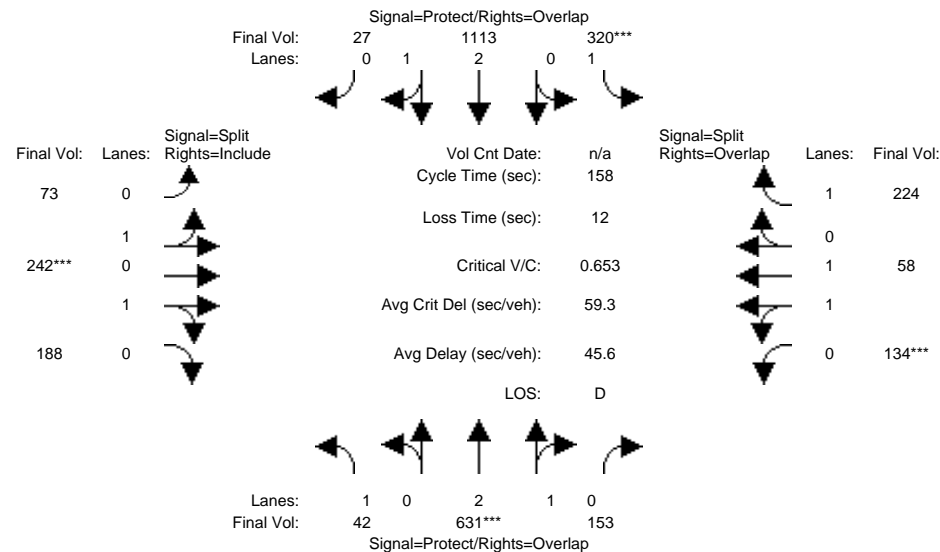 Signal=Protect/Rights=Overlap
Final Vol: 27 1113 320***
Lanes: 0 1 2 0 1
Signal=Split
Final Vol: Lanes: Rights=Include
Vol Cnt Date: n/a
Signal=Split
Rights=Overlap Lanes: Final Vol:
Cycle Time (sec): 158
73 0
1 224
Loss Time (sec): 12
1
0
242*** 0
Critical V/C: 0.653
1 58
1
Avg Crit Del (sec/veh): 59.3
1
188 0
Avg Delay (sec/veh): 45.6
0 134***
LOS: D
Lanes: 1 0 2 1 0
Final Vol: 42 631*** 153
Signal=Protect/Rights=Overlap